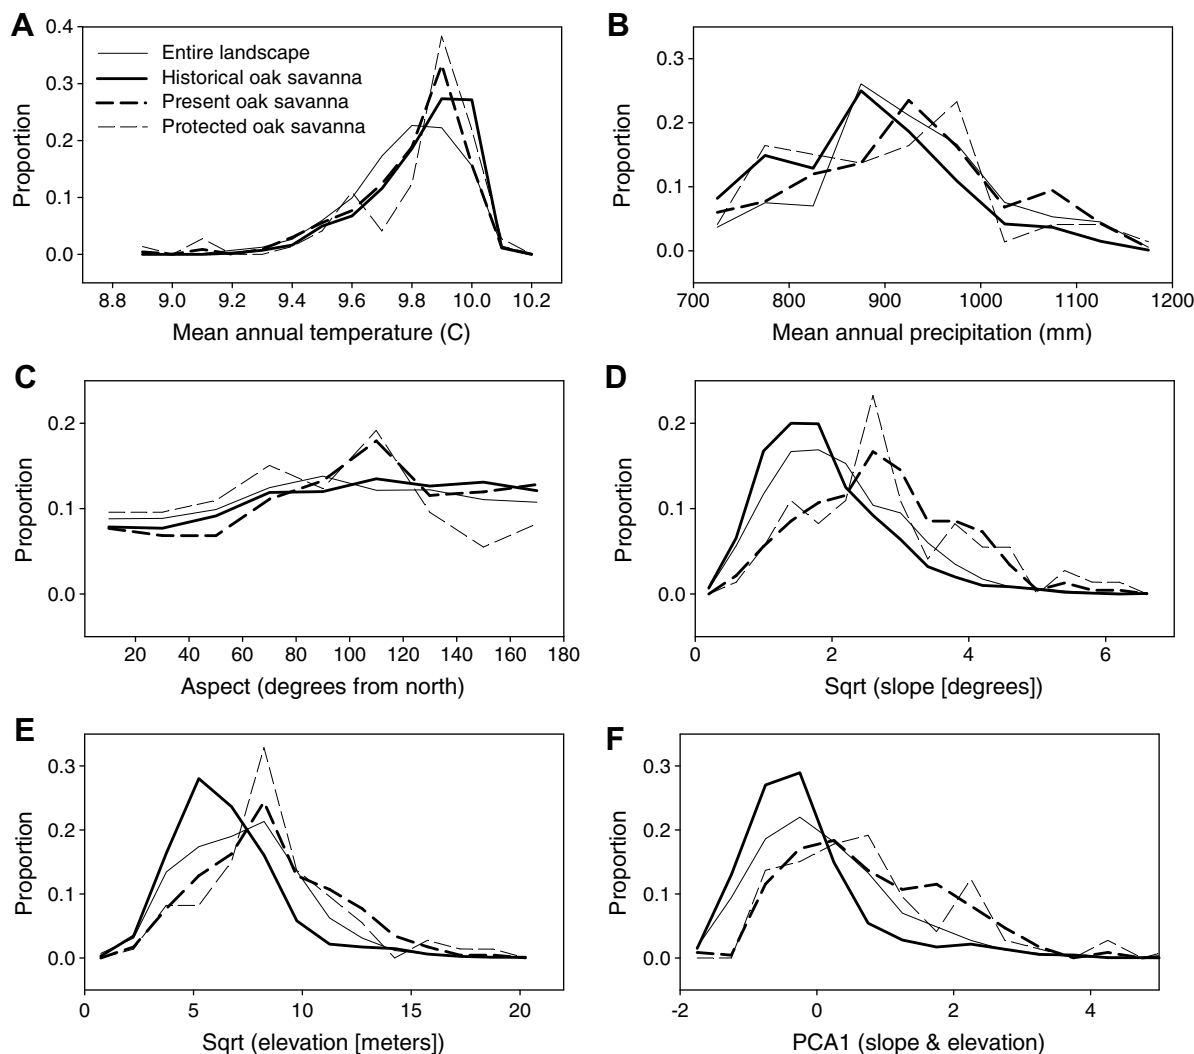 A
Proportion
0.4
0.3
0.2
0.1
0.0
Entire landscape
Historical oak savanna
Present oak savanna
Protected oak savanna
8.8 9.0 9.2 9.4 9.6 9.8 10.0 10.2
Mean annual temperature (C)
B
Proportion
0.3
0.2
0.1
0.0
700 800 900 1000 1100 1200
Mean annual precipitation (mm)
C
Proportion
0.2
0.1
0.0
20 40 60 80 100 120 140 160 180
Aspect (degrees from north)
D
Proportion
0.2
0.1
0.0
0 2 4 6
Sqrt (slope [degrees])
E
Proportion
0.3
0.2
0.1
0.0
0 5 10 15 20
Sqrt (elevation [meters])
F
Proportion
0.3
0.2
0.1
0.0
-2 0 2 4
PCA1 (slope & elevation)